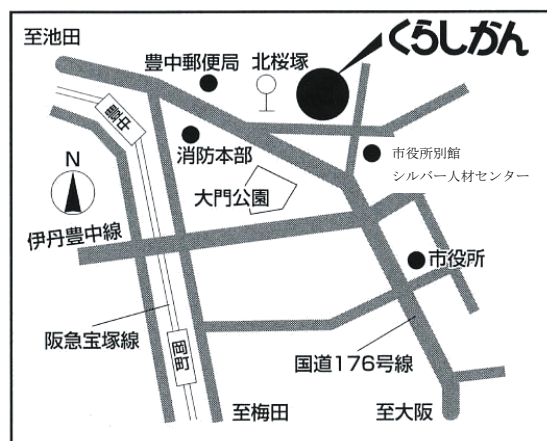 くらしかん
至池田
豊中郵便局
北桜塚
豊中
消防本部
市役所別館
シルバー人材センター
N
大門公園
伊丹豊中線
市役所
阪急宝塚線
岡町
国道176号線
至梅田
至大阪